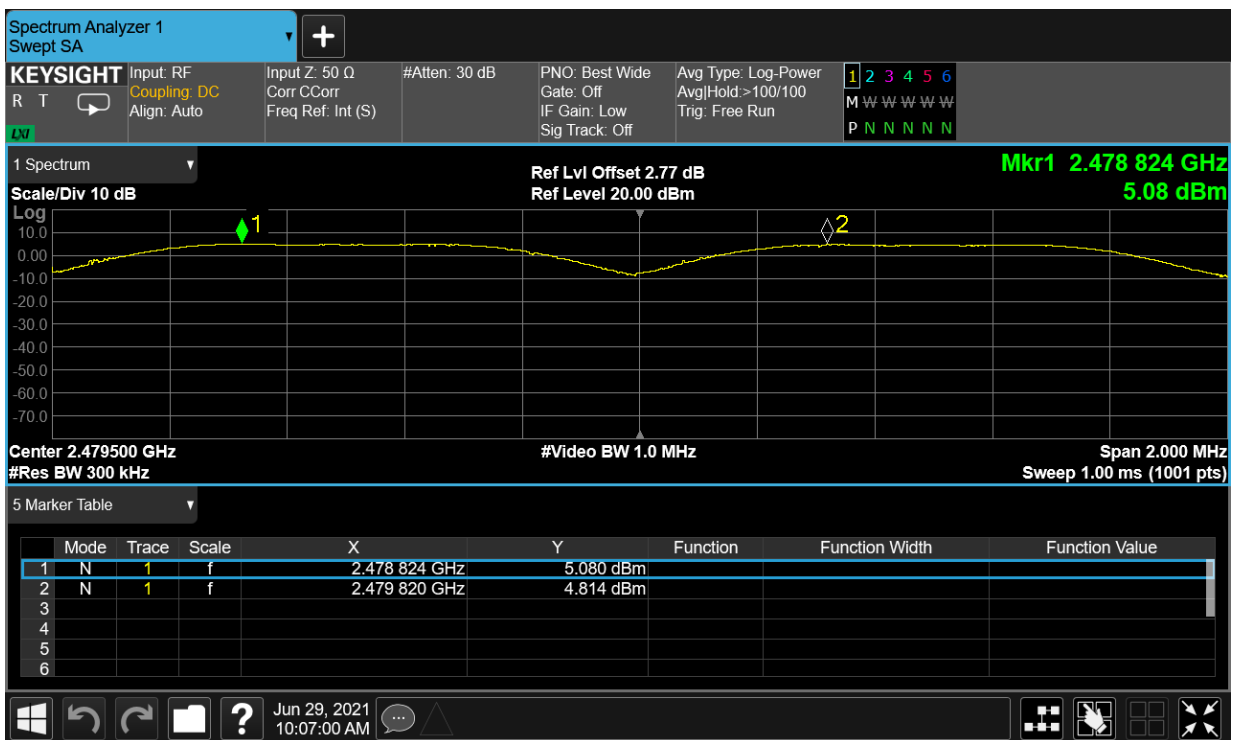 Spectrum Analyzer 1
Swept SA
+
KEYSIGHT
R T
LXI
Input: RF
Coupling: DC
Align: Auto
Input Z: 50 Ω
Corr CCorr
Freq Ref: Int (S)
#Atten: 30 dB
PNO: Best Wide
Gate: Off
IF Gain: Low
Sig Track: Off
Avg Type: Log-Power
Avg|Hold:>100/100
Trig: Free Run
1 2 3 4 5 6
M W W W W W
P N N N N N
1 Spectrum
Scale/Div 10 dB
Ref Lvl Offset 2.77 dB
Ref Level 20.00 dBm
Mkr1 2.478 824 GHz
5.08 dBm
Log
10.0
0.00
-10.0
-20.0
-30.0
-40.0
-50.0
-60.0
-70.0
1
2
Center 2.479500 GHz
#Res BW 300 kHz
#Video BW 1.0 MHz
Span 2.000 MHz
Sweep 1.00 ms (1001 pts)
5 Marker Table
Mode Trace Scale X Y Function Function Width Function Value
1 N 1 f 2.478 824 GHz 5.080 dBm
2 N 1 f 2.479 820 GHz 4.814 dBm
3
4
5
6
?
Jun 29, 2021
10:07:00 AM